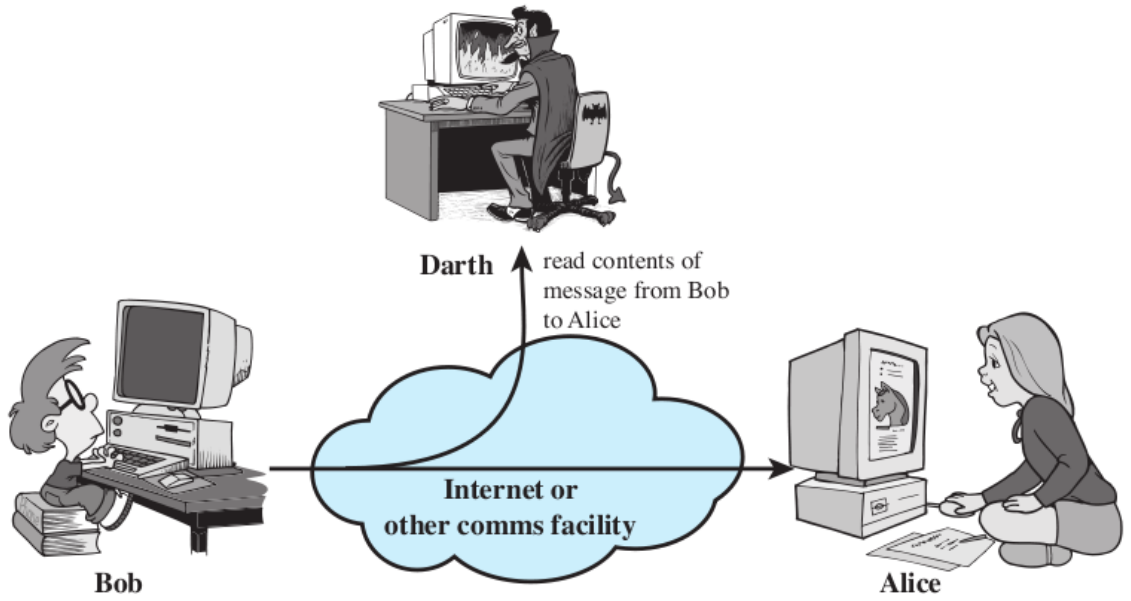 Darth
read contents of
message from Bob
to Alice
Internet or
other comms facility
Bob
Alice